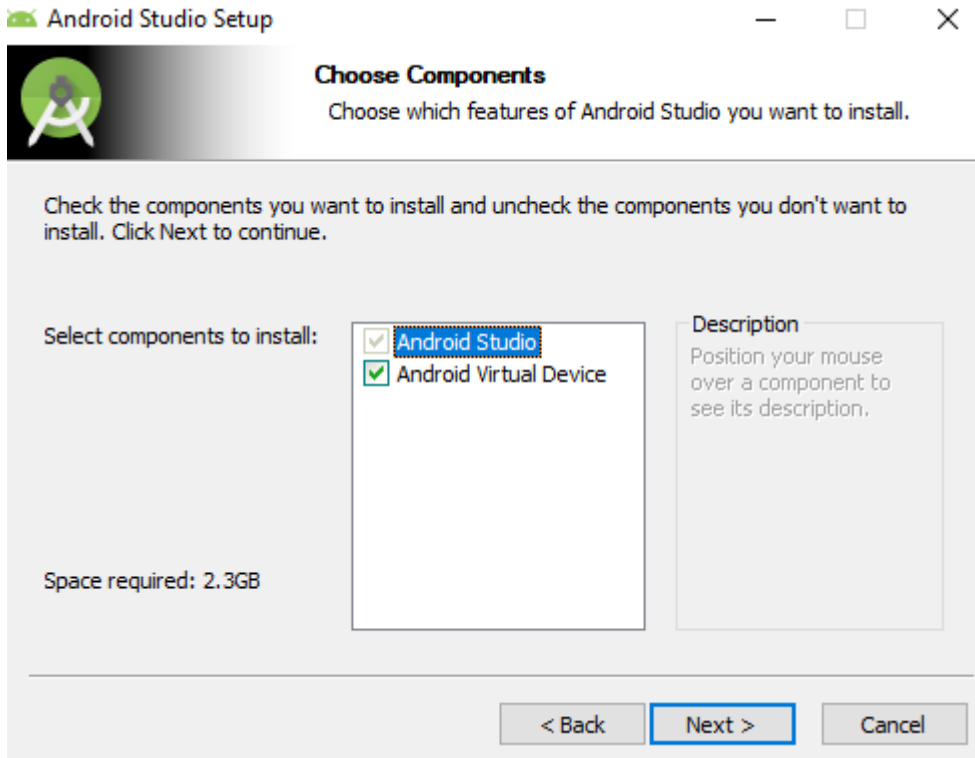 Android Studio Setup
Choose Components
Choose which features of Android Studio you want to install.
Check the components you want to install and uncheck the components you don't want to
install. Click Next to continue.
Select components to install:
Android Studio
Android Virtual Device
Description
Position your mouse
over a component to
see its description.
Space required: 2.3GB
< Back
Next >
Cancel